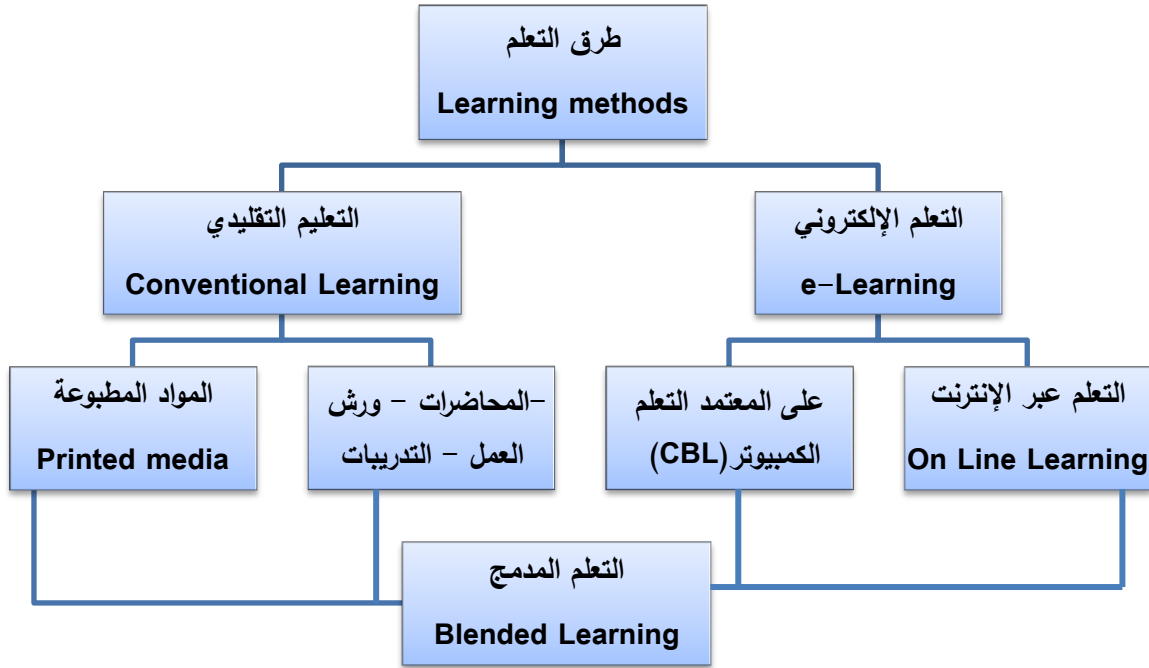 طرق التعلم
Learning methods
التعلم الإلكتروني
e-Learning
التعليم التقليدي
Conventional Learning
التعلم عبر الإنترنت
On Line Learning
على المعتمد التعلم
الكمبيوتر(CBL)
-المحاضرات - ورش
العمل - التدريبات
المواد المطبوعة
Printed media
التعلم المدمج
Blended Learning